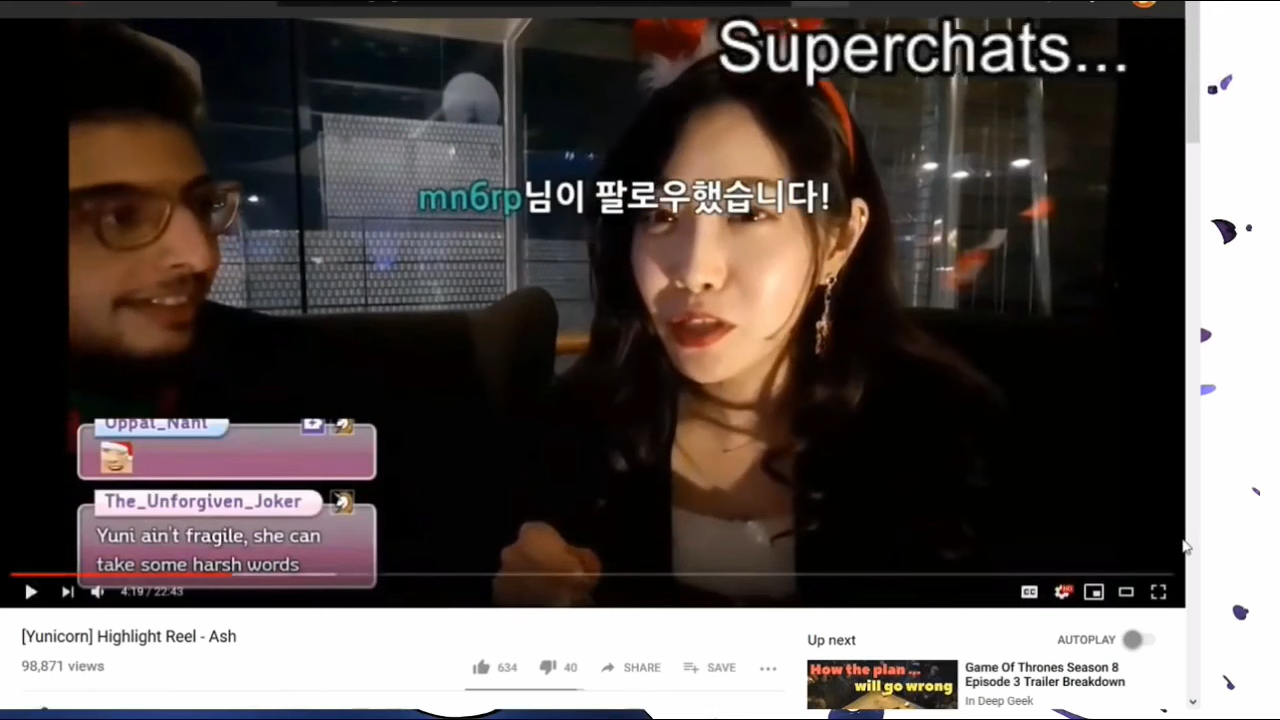 Superchats...
mn6rp님이 팔로우했습니다!
Oppai_Nani
The_Unforgiven_Joker
Yuni ain't fragile, she can
take some harsh words
4:19 / 22:43
CC
HD
[Yunicorn] Highlight Reel - Ash
98,871 views
634
40
SHARE
SAVE
Up next
AUTOPLAY
How the plan ...
will go wrong
Game Of Thrones Season 8
Episode 3 Trailer Breakdown
In Deep Geek